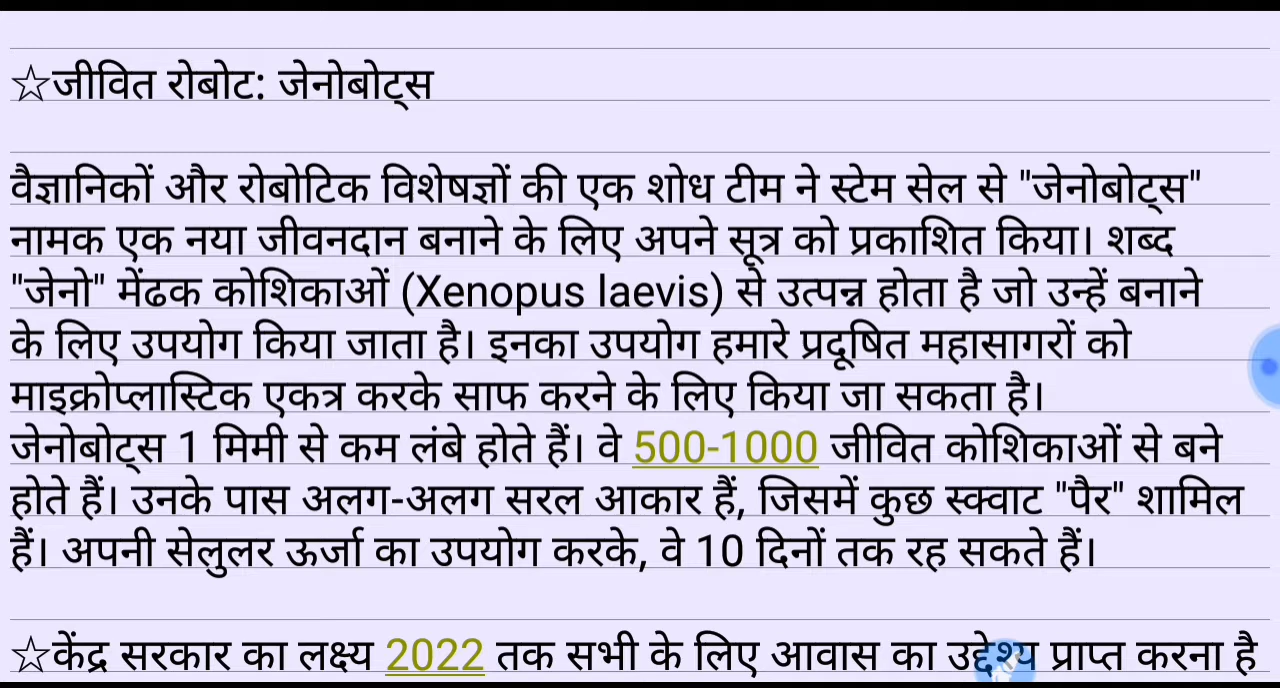 ☆जीवित रोबोट: जेनोबोट्स
वैज्ञानिकों और रोबोटिक विशेषज्ञों की एक शोध टीम ने स्टेम सेल से "जेनोबोट्स"
नामक एक नया जीवनदान बनाने के लिए अपने सूत्र को प्रकाशित किया। शब्द
"जेनो" मेंढक कोशिकाओं (Xenopus laevis) से उत्पन्न होता है जो उन्हें बनाने
के लिए उपयोग किया जाता है। इनका उपयोग हमारे प्रदूषित महासागरों को
माइक्रोप्लास्टिक एकत्र करके साफ करने के लिए किया जा सकता है।
जेनोबोट्स 1 मिमी से कम लंबे होते हैं। वे 500-1000 जीवित कोशिकाओं से बने
होते हैं। उनके पास अलग-अलग सरल आकार हैं, जिसमें कुछ स्क्वाट "पैर" शामिल
हैं। अपनी सेलुलर ऊर्जा का उपयोग करके, वे 10 दिनों तक रह सकते हैं।
☆केंद्र सरकार का लक्ष्य 2022 तक सभी के लिए आवास का उद्देश्य प्राप्त करना है